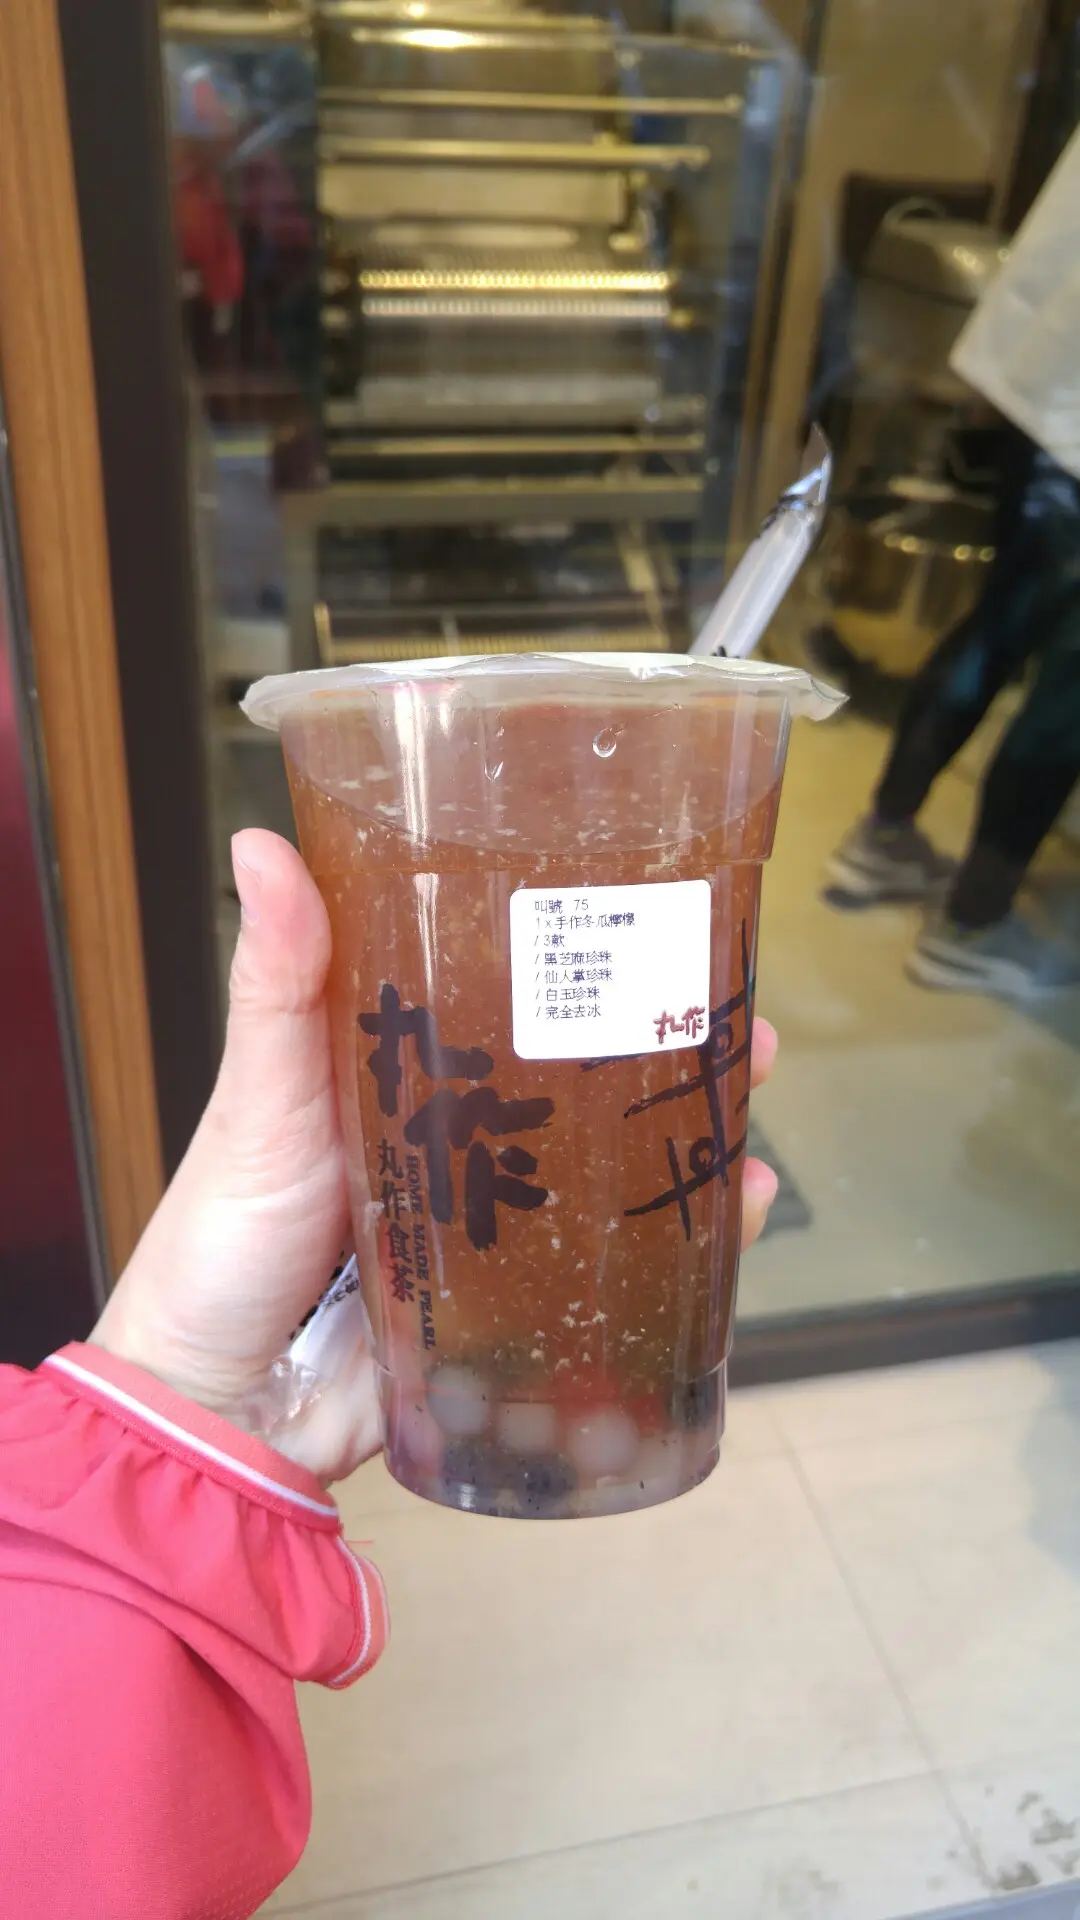 叫號 75
1 x 手作冬瓜檸檬
/ 3款
/ 黑芝麻珍珠
/ 仙人掌珍珠
/ 白玉珍珠
/ 完全去冰
丸作
丸作
丸作食茶
HOME MADE PEARL